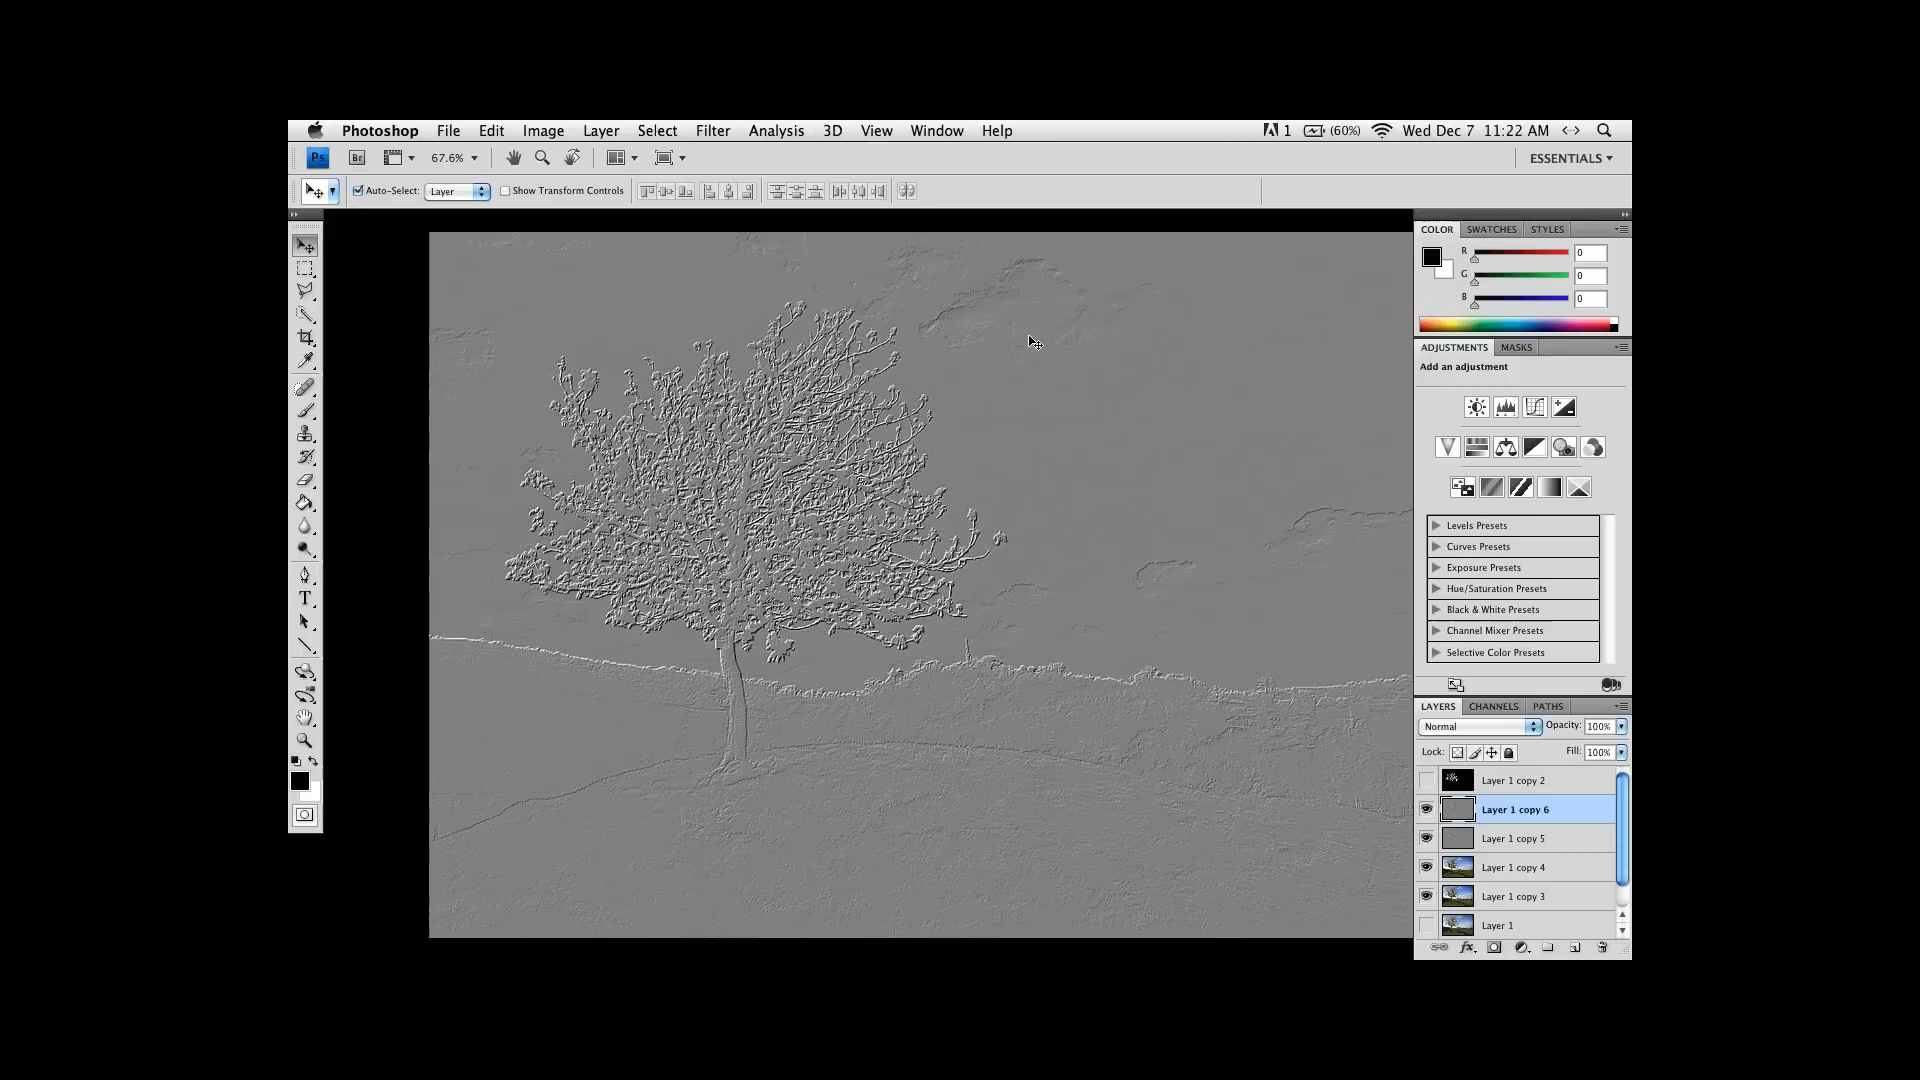 Photoshop File Edit Image Layer Select Filter Analysis 3D View Window Help 1 (60%) Wed Dec 7 11:22 AM
Ps Br 67.6% ESSENTIALS
Auto-Select: Layer Show Transform Controls
COLOR SWATCHES STYLES
R 0
G 0
B 0
ADJUSTMENTS MASKS
Add an adjustment
Levels Presets
Curves Presets
Exposure Presets
Hue/Saturation Presets
Black & White Presets
Channel Mixer Presets
Selective Color Presets
LAYERS CHANNELS PATHS
Normal Opacity: 100%
Lock: Fill: 100%
Layer 1 copy 2
Layer 1 copy 6
Layer 1 copy 5
Layer 1 copy 4
Layer 1 copy 3
Layer 1
fx